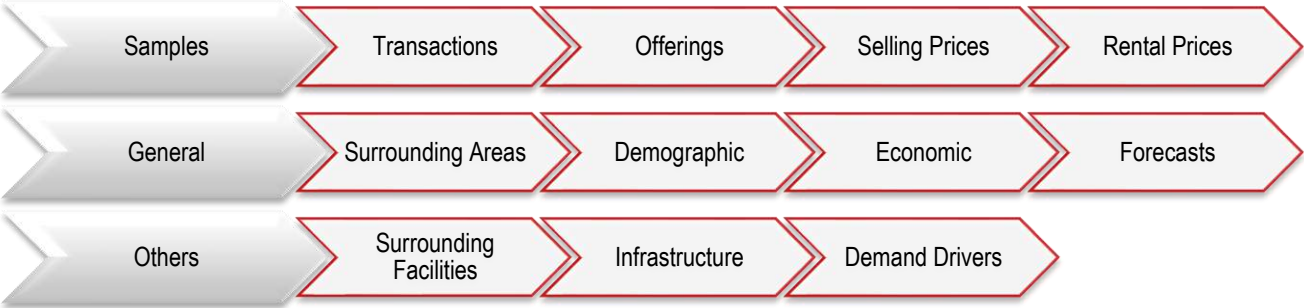 Samples
Transactions
Offerings
Selling Prices
Rental Prices
General
Surrounding Areas
Demographic
Economic
Forecasts
Others
Surrounding
Facilities
Infrastructure
Demand Drivers